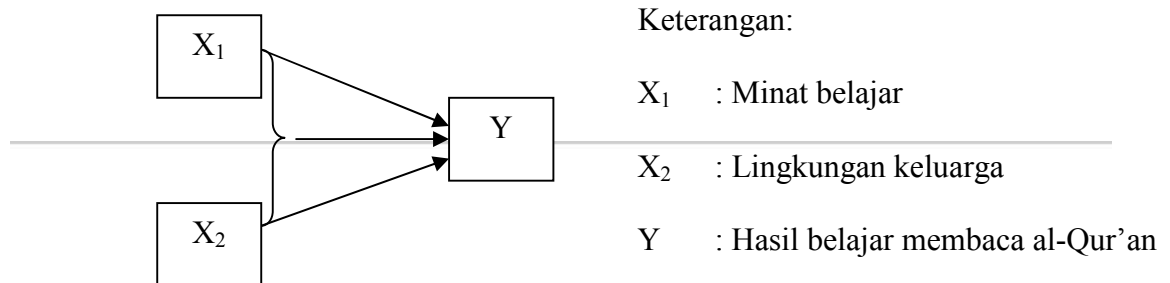 X₁
Y
X₂
Keterangan:
X₁ : Minat belajar
X₂ : Lingkungan keluarga
Y : Hasil belajar membaca al-Qur’an